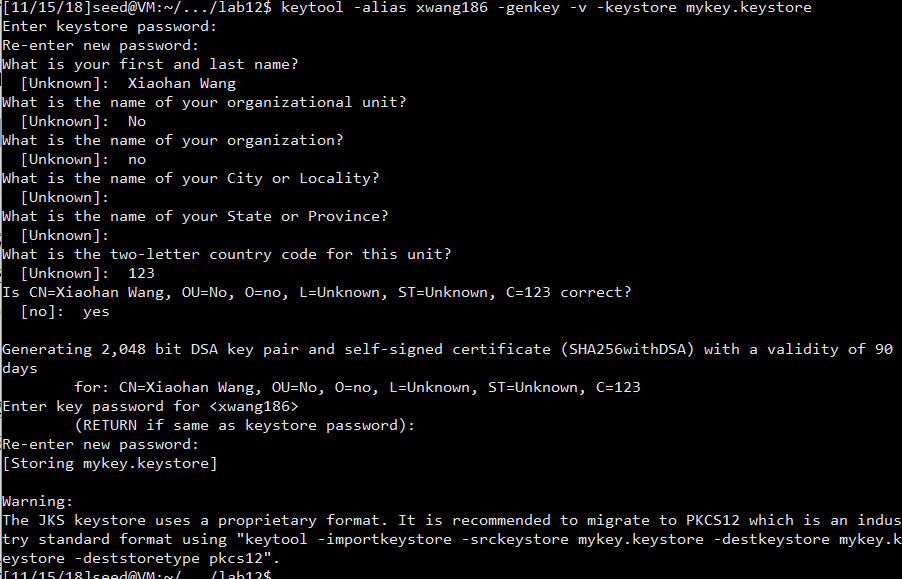 [11/15/18]seed@VM:~/.../lab12$ keytool -alias xwang186 -genkey -v -keystore mykey.keystore
Enter keystore password:
Re-enter new password:
What is your first and last name?
  [Unknown]:  Xiaohan Wang
What is the name of your organizational unit?
  [Unknown]:  No
What is the name of your organization?
  [Unknown]:  no
What is the name of your City or Locality?
  [Unknown]:
What is the name of your State or Province?
  [Unknown]:
What is the two-letter country code for this unit?
  [Unknown]:  123
Is CN=Xiaohan Wang, OU=No, O=no, L=Unknown, ST=Unknown, C=123 correct?
  [no]:  yes

Generating 2,048 bit DSA key pair and self-signed certificate (SHA256withDSA) with a validity of 90
days
        for: CN=Xiaohan Wang, OU=No, O=no, L=Unknown, ST=Unknown, C=123
Enter key password for <xwang186>
        (RETURN if same as keystore password):
Re-enter new password:
[Storing mykey.keystore]

Warning:
The JKS keystore uses a proprietary format. It is recommended to migrate to PKCS12 which is an indus
try standard format using "keytool -importkeystore -srckeystore mykey.keystore -destkeystore mykey.k
eystore -deststoretype pkcs12".
[11/15/18]seed@VM:~/.../lab12$